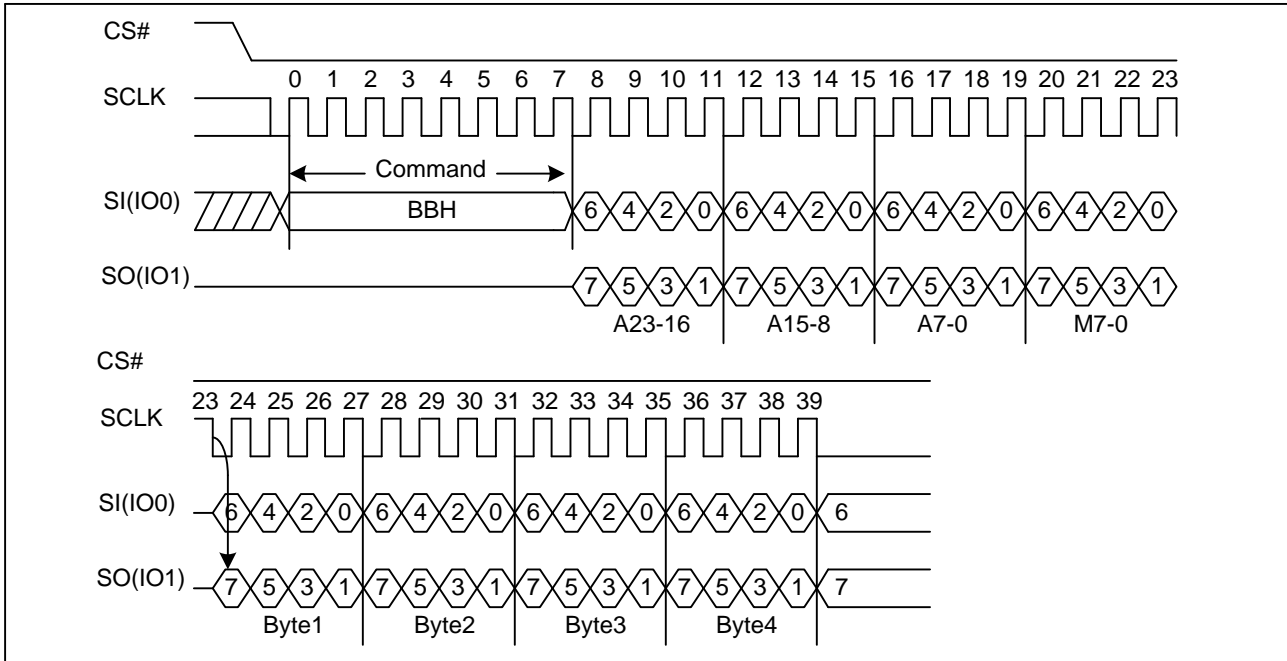 CS#
0 1 2 3 4 5 6 7 8 9 10 11 12 13 14 15 16 17 18 19 20 21 22 23
SCLK
Command
SI(IO0) BBH 6 4 2 0 6 4 2 0 6 4 2 0 6 4 2 0
SO(IO1) 7 5 3 1 7 5 3 1 7 5 3 1 7 5 3 1
A23-16 A15-8 A7-0 M7-0
CS#
23 24 25 26 27 28 29 30 31 32 33 34 35 36 37 38 39
SCLK
SI(IO0) 6 4 2 0 6 4 2 0 6 4 2 0 6 4 2 0 6
SO(IO1) 7 5 3 1 7 5 3 1 7 5 3 1 7 5 3 1 7
Byte1 Byte2 Byte3 Byte4